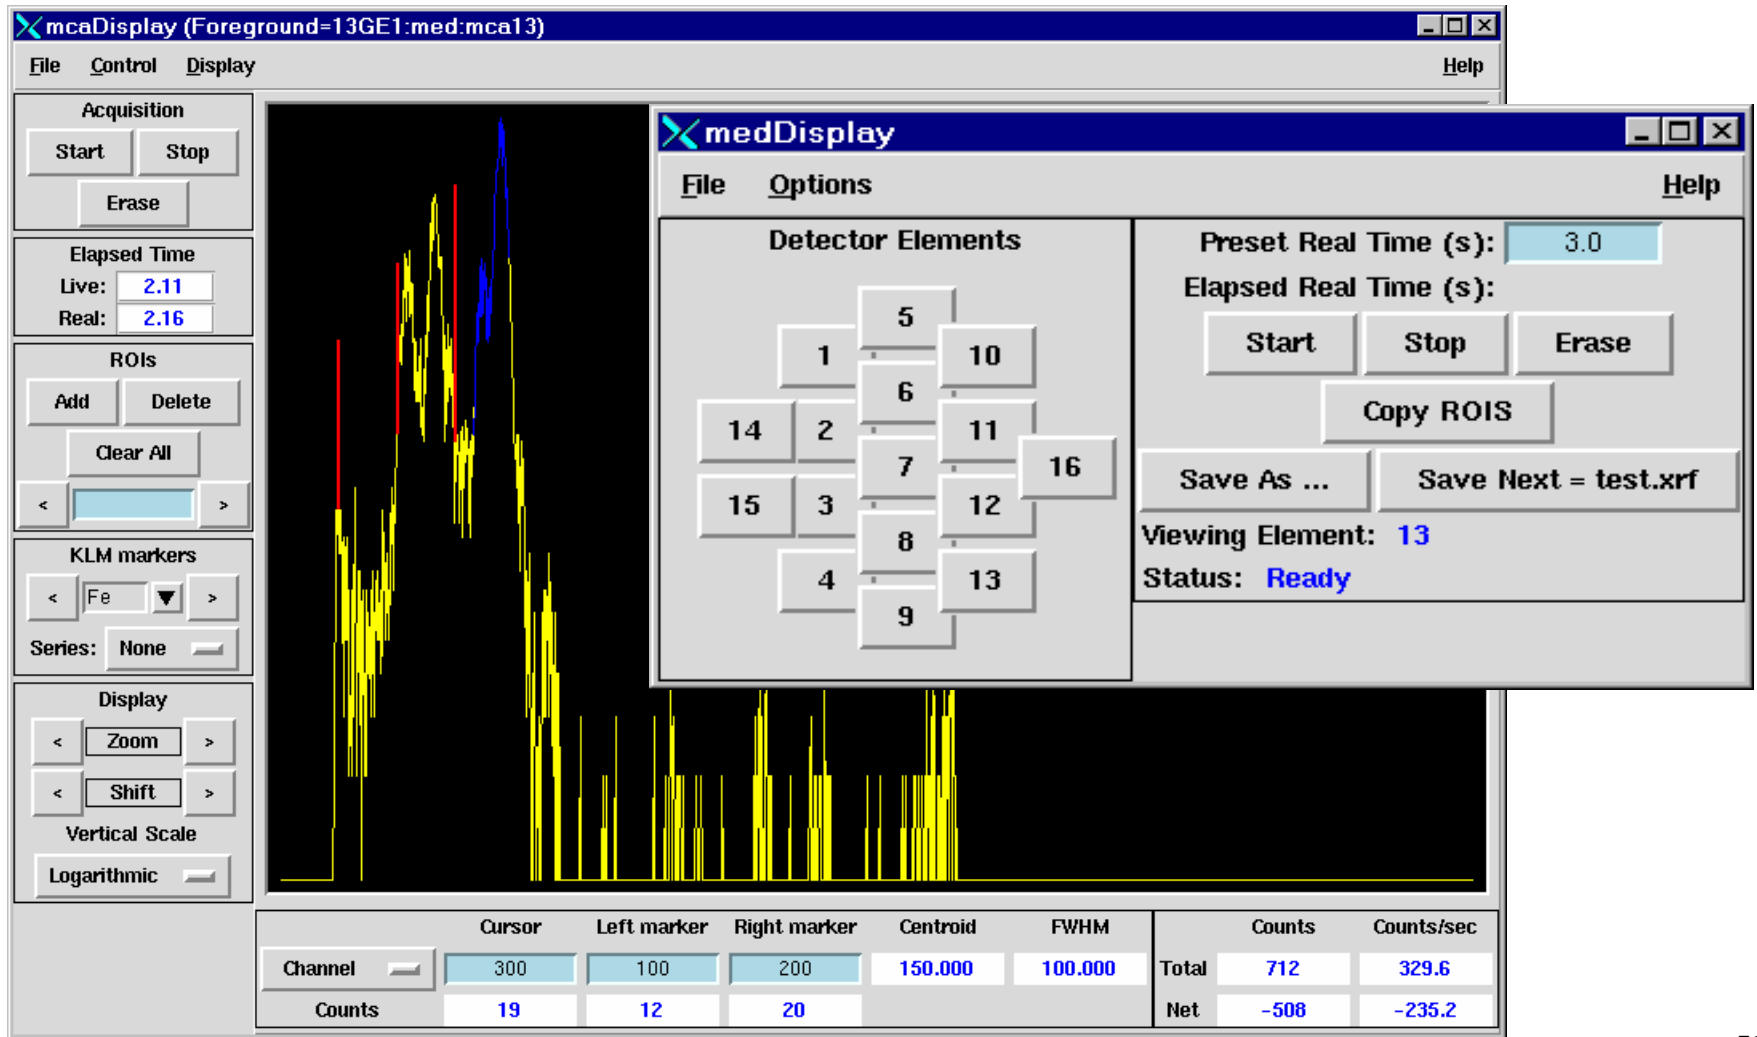 mcaDisplay (Foreground=13GE1:med:mca13)
File Control Display Help
Acquisition
Start Stop
Erase
Elapsed Time
Live: 2.11
Real: 2.16
ROIs
Add Delete
Clear All
< >
KLM markers
< Fe >
Series: None
Display
< Zoom >
< Shift >
Vertical Scale
Logarithmic
medDisplay
File Options Help
Detector Elements
5
1 10
6
14 2 11
7 16
15 3 12
8
4 13
9
Preset Real Time (s): 3.0
Elapsed Real Time (s):
Start Stop Erase
Copy ROIS
Save As ... Save Next = test.xrf
Viewing Element: 13
Status: Ready
Cursor Left marker Right marker Centroid FWHM Counts Counts/sec
Channel 300 100 200 150.000 100.000 Total 712 329.6
Counts 19 12 20 Net -508 -235.2